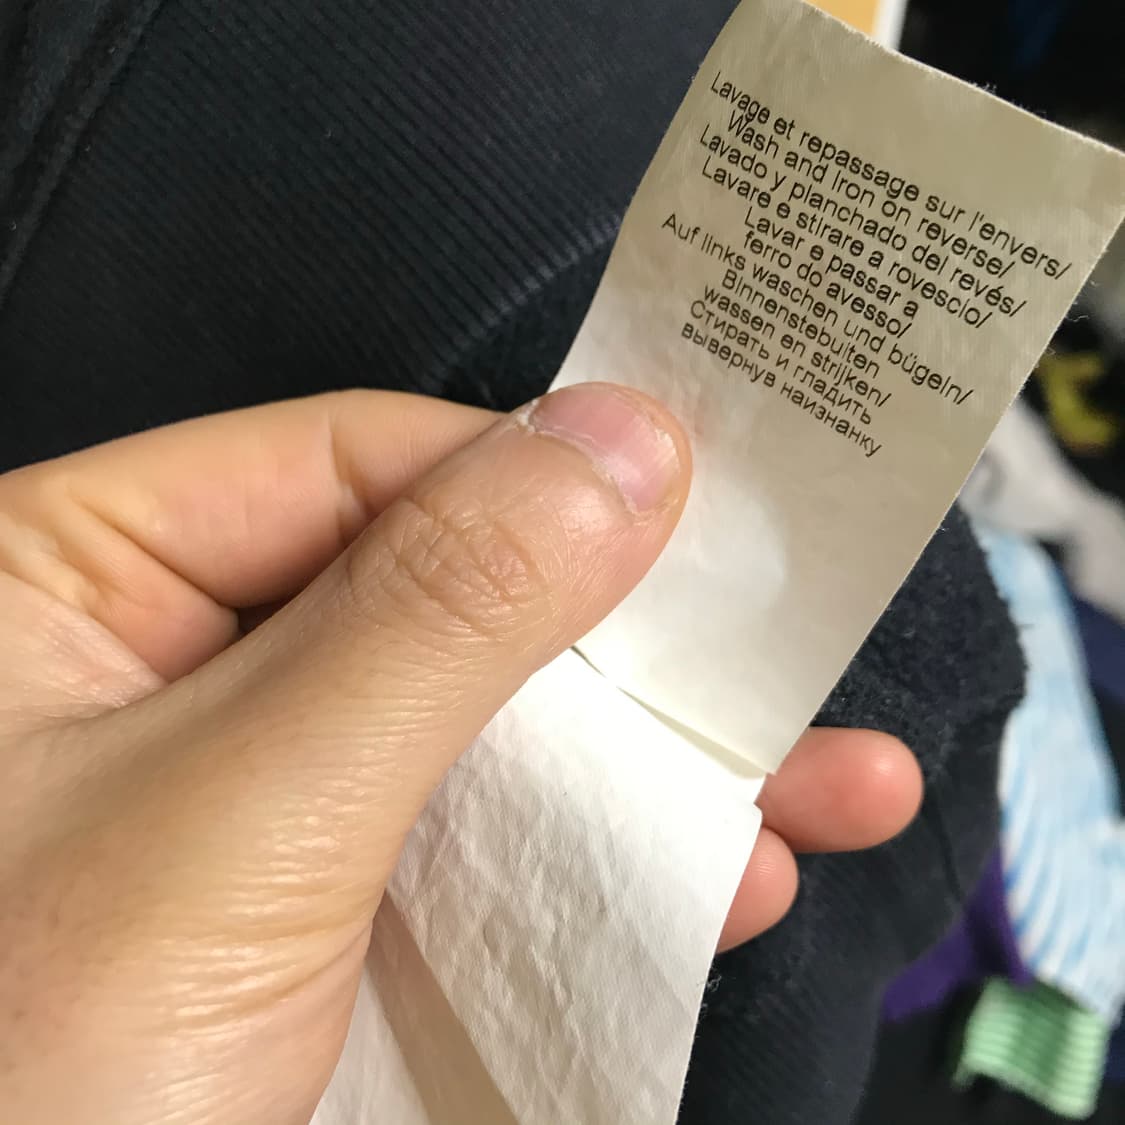 Lavage et repassage sur l'envers/
Wash and Iron on reverse/
Lavado y planchado del revés/
Lavare e stirare a rovescio/
Lavar e passar a
ferro do avesso/
Auf links waschen und bügeln/
Binnenstebuiten
wassen en strijken/
Стирать и гладить
вывернув наизнанку